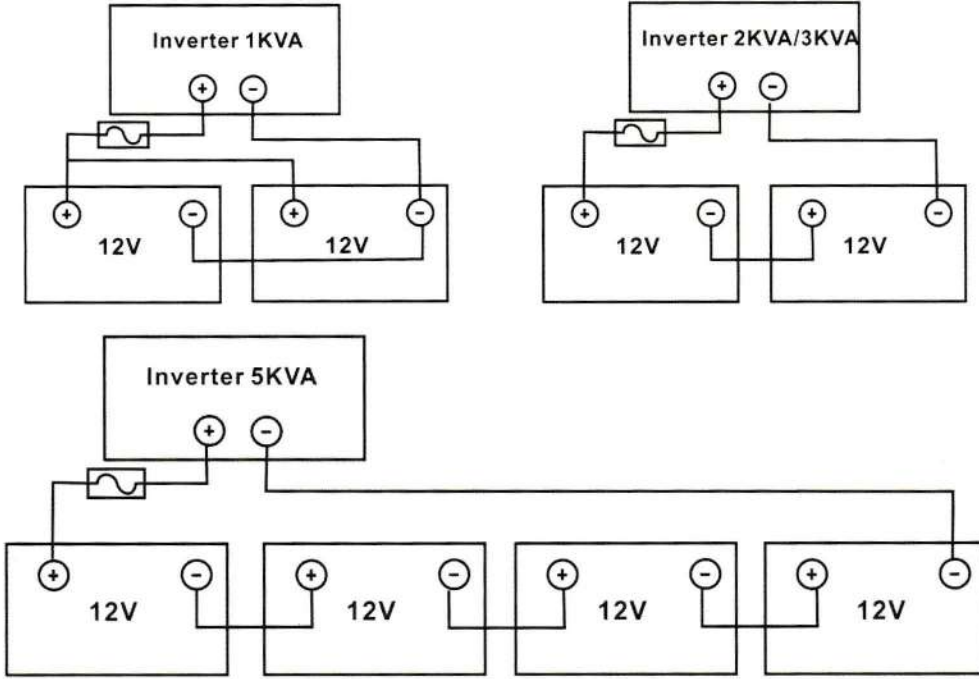 Inverter 1KVA
+ −
+ − + −
12V 12V
Inverter 2KVA/3KVA
+ −
+ − + −
12V 12V
Inverter 5KVA
+ −
+ − + − + − + −
12V 12V 12V 12V